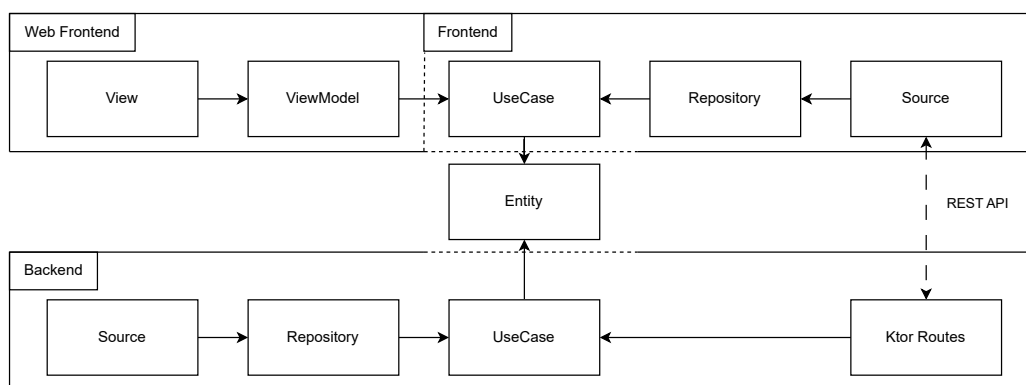 Web Frontend
Frontend
View
ViewModel
UseCase
Repository
Source
Entity
REST API
Backend
Source
Repository
UseCase
Ktor Routes